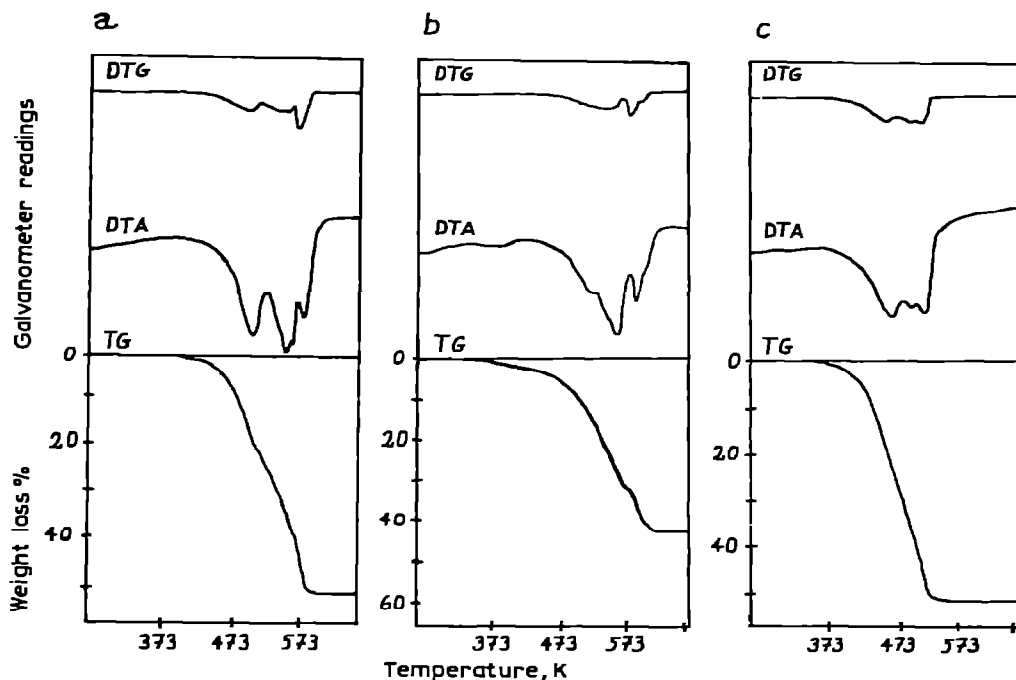 a
b
c
DTG
DTG
DTG
DTA
DTA
DTA
TG
TG
TG
Galvanometer readings
Weight loss %
0
20
40
0
20
40
60
0
20
40
373 473 573
373 473 573
373 473 573
Temperature, K